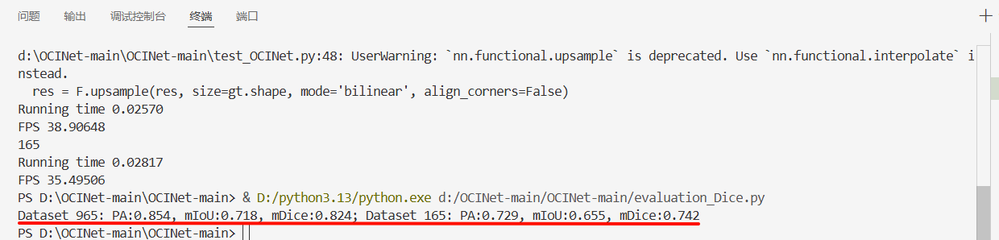 问题 输出 调试控制台 终端 端口
d:\OCINet-main\OCINet-main\test_OCINet.py:48: UserWarning: `nn.functional.upsample` is deprecated. Use `nn.functional.interpolate` i
nstead.
  res = F.upsample(res, size=gt.shape, mode='bilinear', align_corners=False)
Running time 0.02570
FPS 38.90648
165
Running time 0.02817
FPS 35.49506
PS D:\OCINet-main\OCINet-main> & D:/python3.13/python.exe d:/OCINet-main/OCINet-main/evaluation_Dice.py
Dataset 965: PA:0.854, mIoU:0.718, mDice:0.824; Dataset 165: PA:0.729, mIoU:0.655, mDice:0.742
PS D:\OCINet-main\OCINet-main>